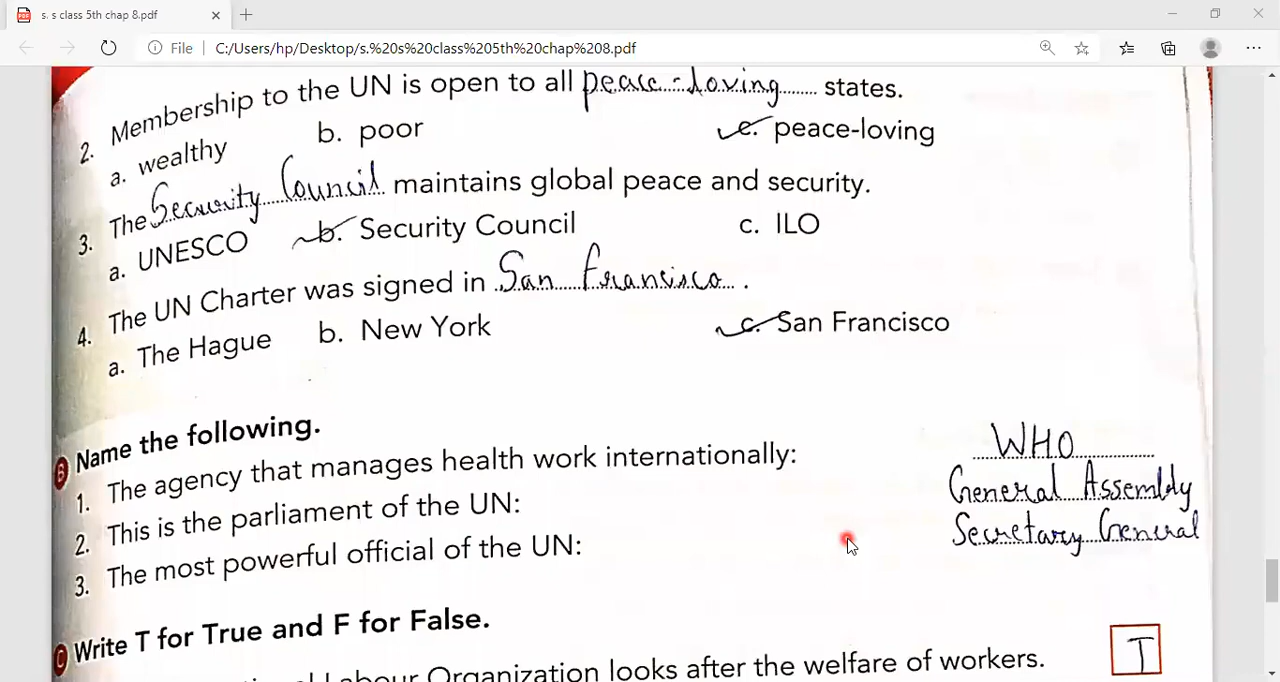 s. s class 5th chap 8.pdf
File C:/Users/hp/Desktop/s.%20s%20class%205th%20chap%208.pdf
2. Membership to the UN is open to all peace-loving states.
a. wealthy b. poor c. peace-loving
3. The Security Council maintains global peace and security.
a. UNESCO b. Security Council c. ILO
4. The UN Charter was signed in San Francisco.
a. The Hague b. New York c. San Francisco
B Name the following.
1. The agency that manages health work internationally: WHO
2. This is the parliament of the UN: General Assembly
3. The most powerful official of the UN: Secretary General
C Write T for True and F for False.
Labour Organization looks after the welfare of workers. T